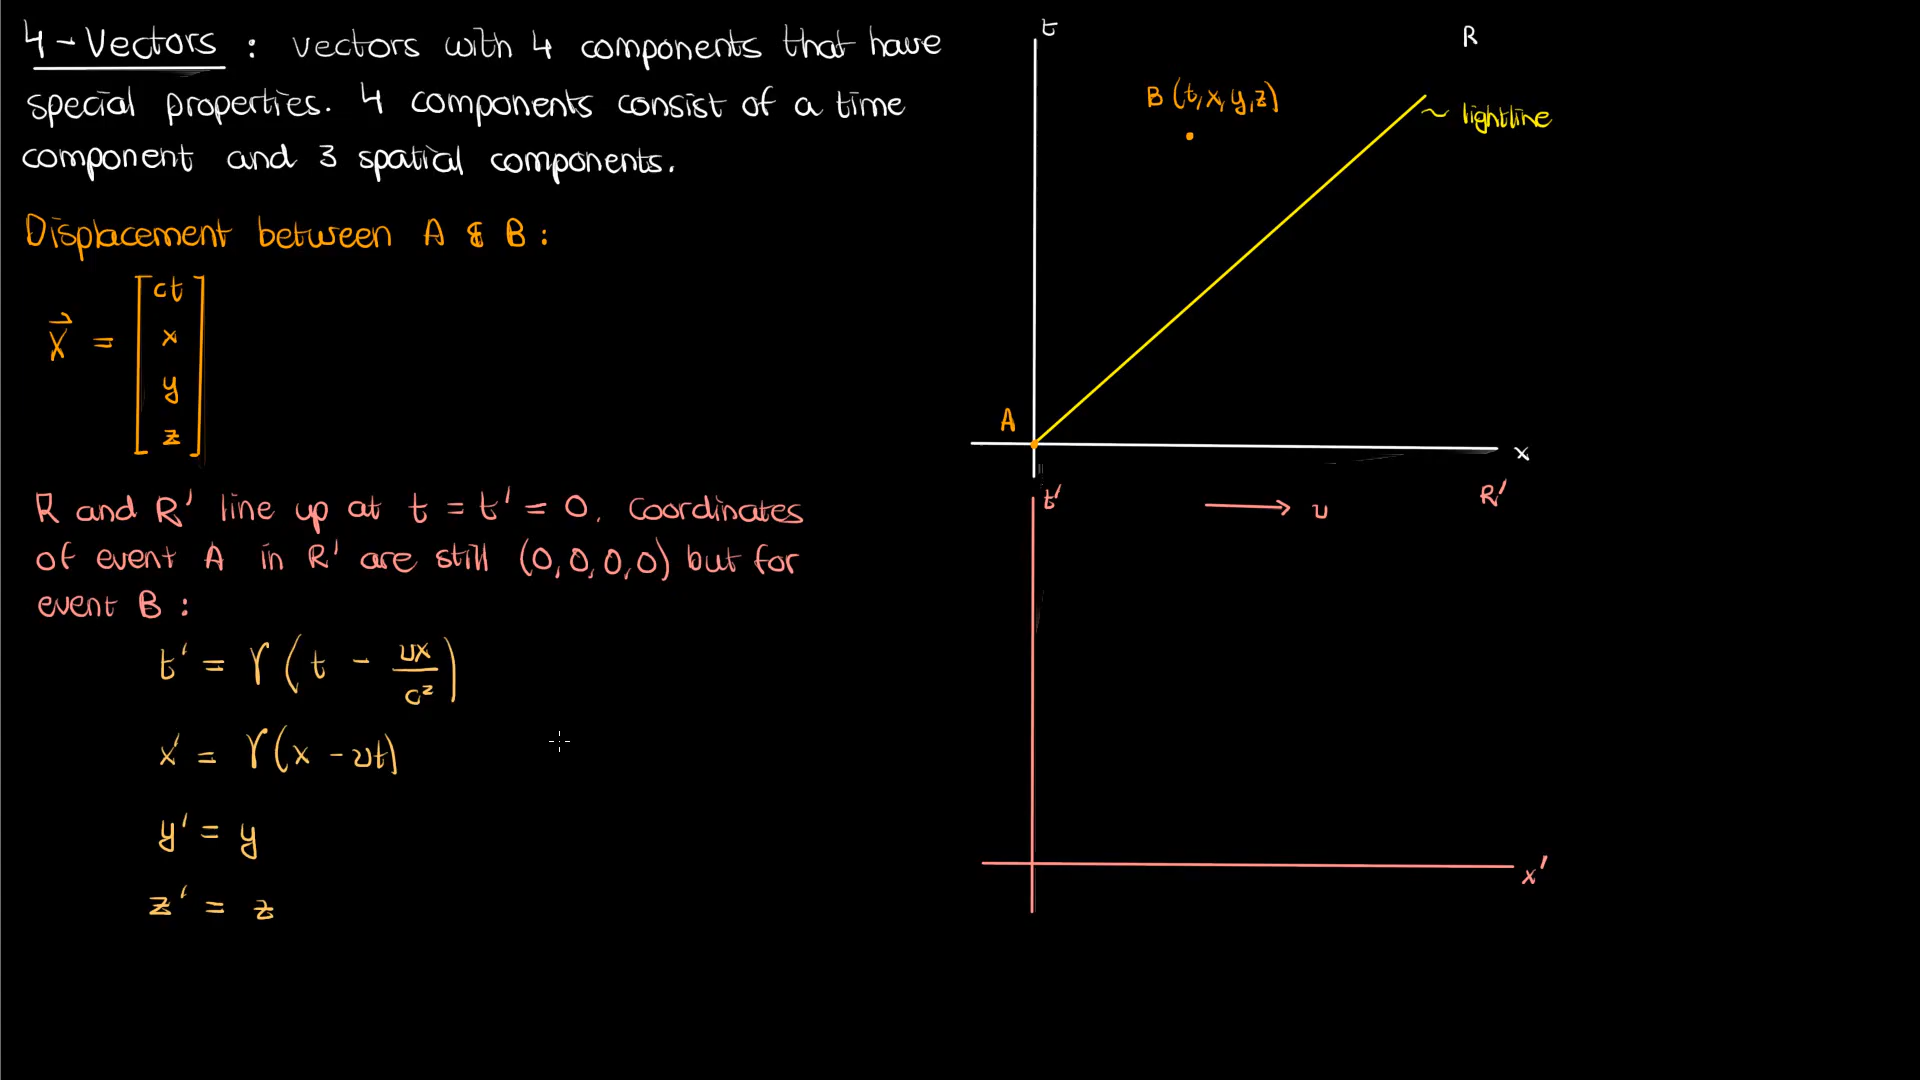 4-Vectors : vectors with 4 components that have
special properties. 4 components consist of a time
component and 3 spatial components.
Displacement between A & B :
X⃗ = [ct
x
y
z]
R and R' line up at t = t' = 0. Coordinates
of event A in R' are still (0,0,0,0) but for
event B :
t' = γ(t - vx/c²)
x' = γ(x - vt)
y' = y
z' = z
t
R
B (t,x,y,z)
~ lightline
A
x
t'
→ v
R'
x'